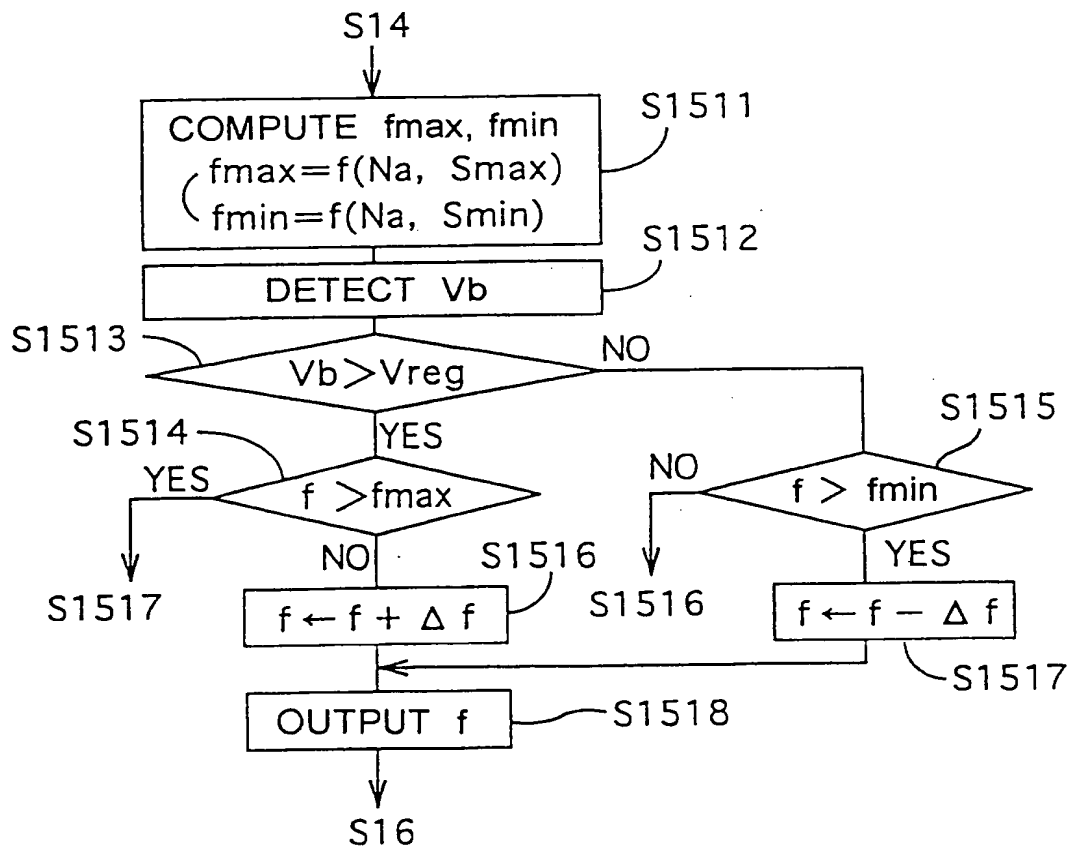 S14
COMPUTE fmax, fmin
fmax=f(Na, Smax)
fmin=f(Na, Smin)
S1511
DETECT Vb
S1512
Vb>Vreg
S1513
NO
YES
S1514
f >fmax
YES
S1517
NO
S1515
f > fmin
NO
S1516
YES
f ← f + Δ f
S1516
f ← f − Δ f
S1517
OUTPUT f
S1518
S16